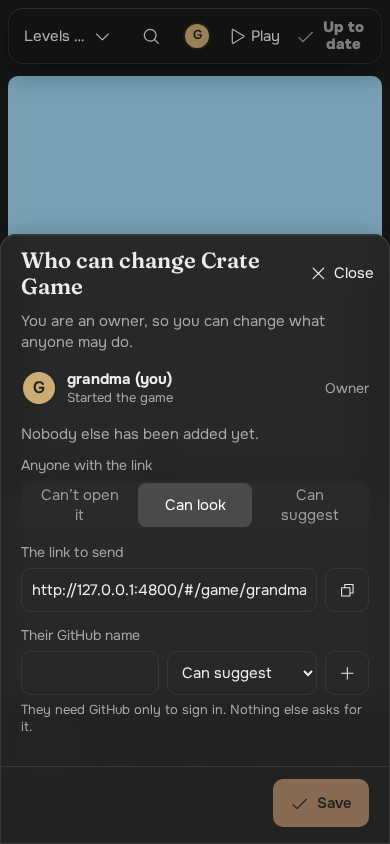 Levels ...
G
Play
Up to
date
Who can change Crate
Game
Close
You are an owner, so you can change what
anyone may do.
G
grandma (you)
Started the game
Owner
Nobody else has been added yet.
Anyone with the link
Can't open
it
Can look
Can
suggest
The link to send
http://127.0.0.1:4800/#/game/grandma
Their GitHub name
Can suggest
They need GitHub only to sign in. Nothing else asks for
it.
Save